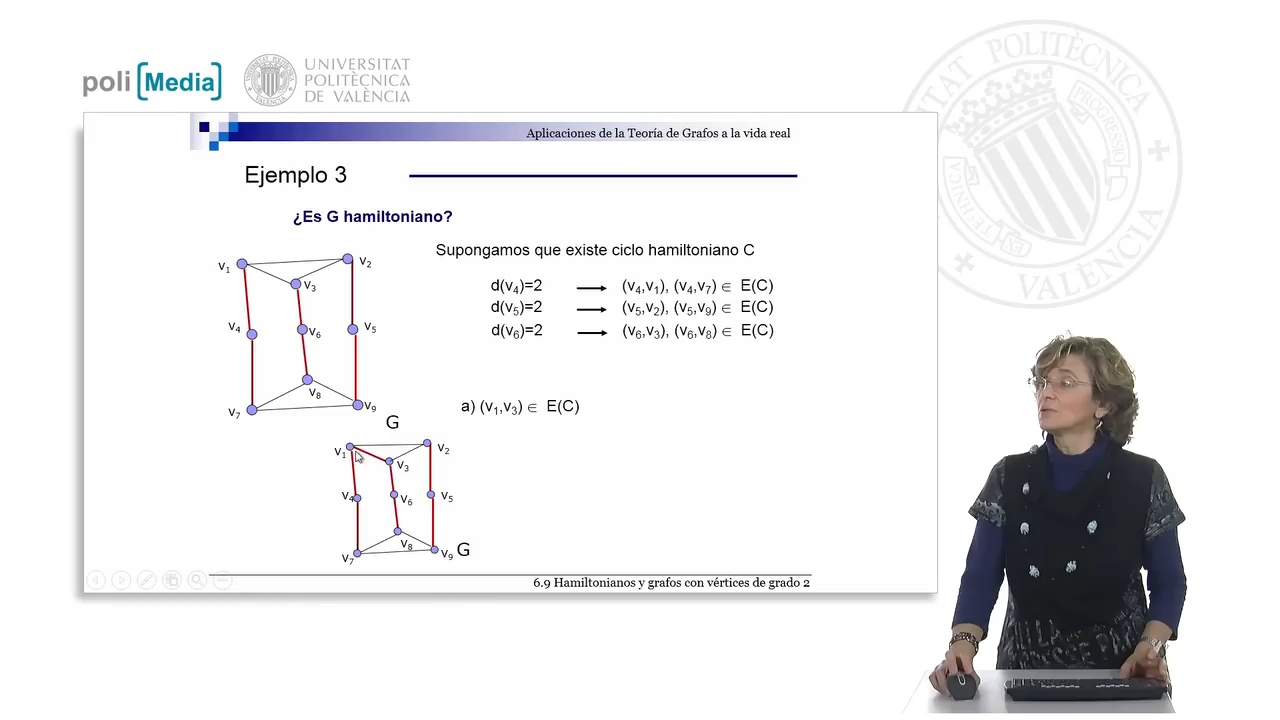 poli [Media]
UNIVERSITAT
POLITÈCNICA
DE VALÈNCIA
Aplicaciones de la Teoría de Grafos a la vida real
Ejemplo 3
¿Es G hamiltoniano?
Supongamos que existe ciclo hamiltoniano C
d(v₄)=2 → (v₄,v₁), (v₄,v₇) ∈ E(C)
d(v₅)=2 → (v₅,v₂), (v₅,v₉) ∈ E(C)
d(v₆)=2 → (v₆,v₃), (v₆,v₈) ∈ E(C)
v₁ v₂
v₃
v₄ v₆ v₅
v₈
v₇ v₉
G
a) (v₁,v₃) ∈ E(C)
v₁ v₂
v₃
v₄ v₆ v₅
v₈
v₇ v₉ G
6.9 Hamiltonianos y grafos con vértices de grado 2